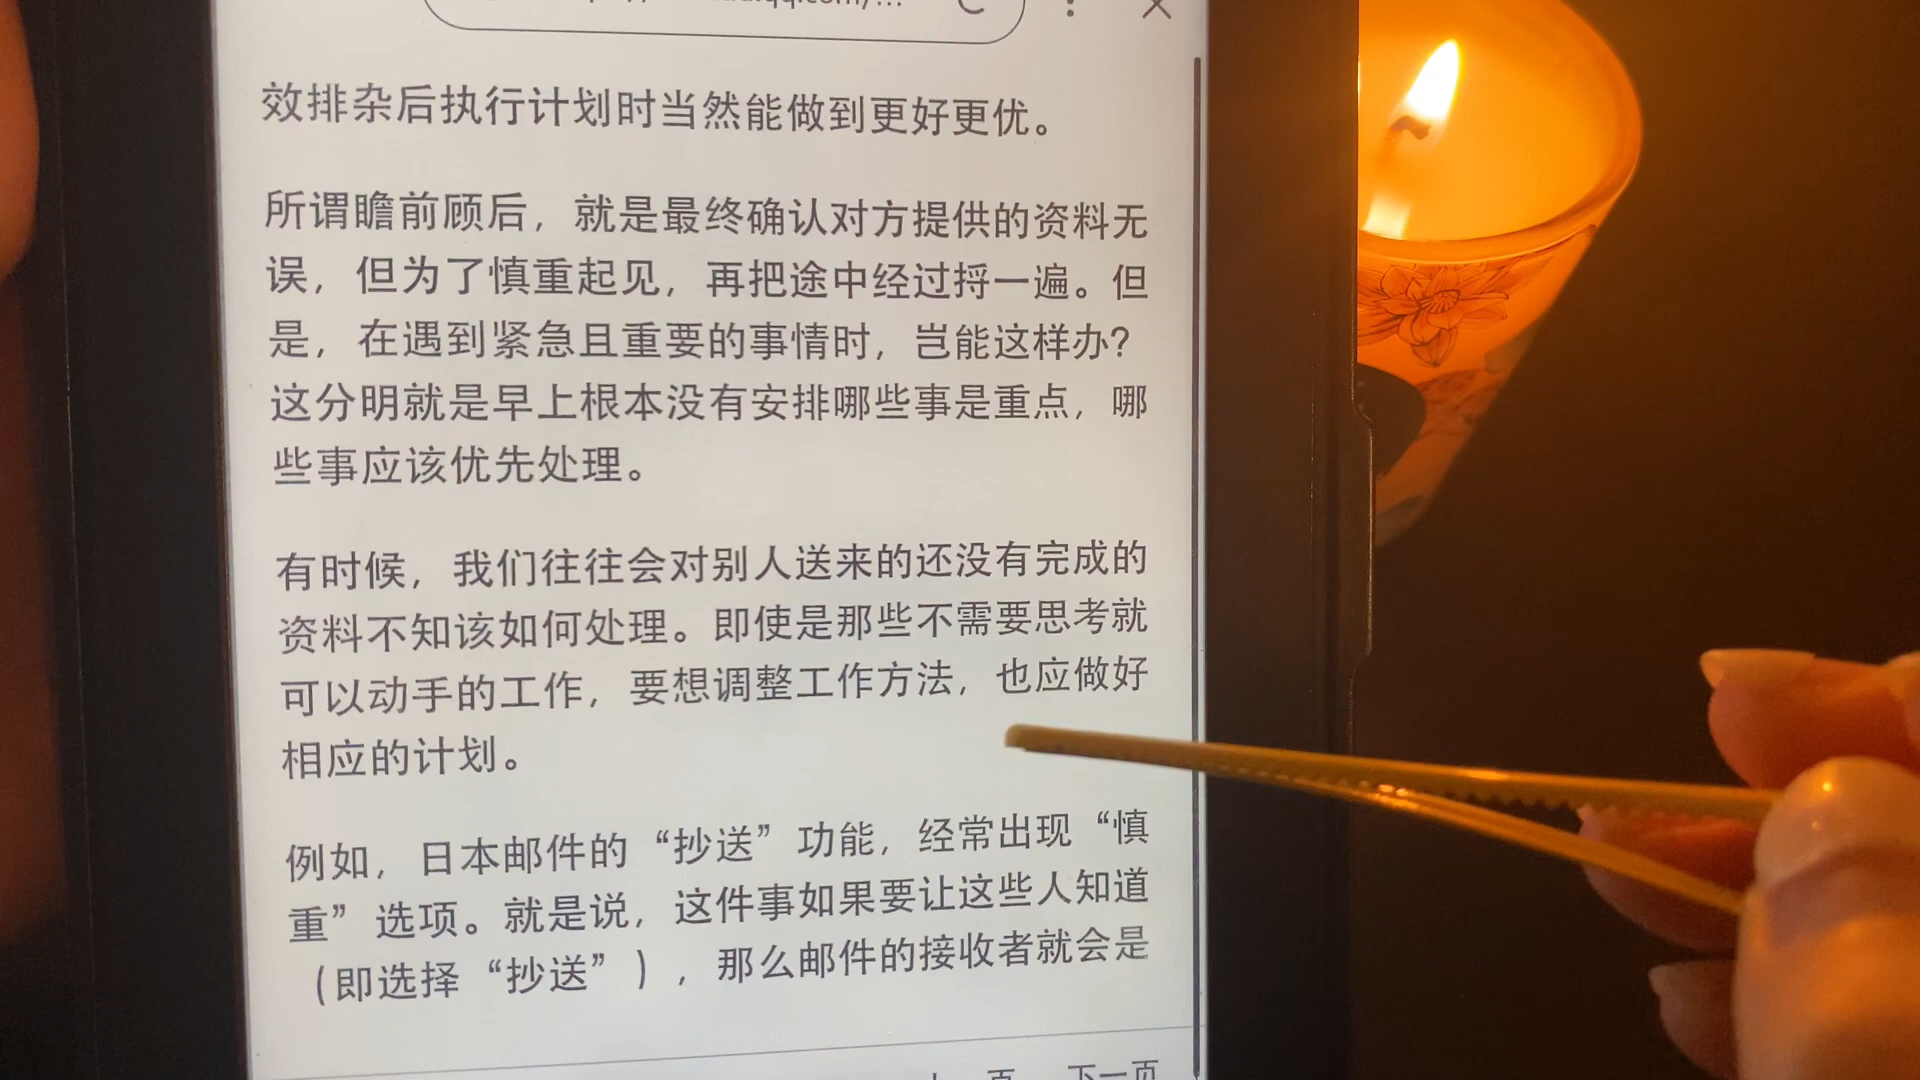 效排杂后执行计划时当然能做到更好更优。
所谓瞻前顾后，就是最终确认对方提供的资料无
误，但为了慎重起见，再把途中经过捋一遍。但
是，在遇到紧急且重要的事情时，岂能这样办？
这分明就是早上根本没有安排哪些事是重点，哪
些事应该优先处理。
有时候，我们往往会对别人送来的还没有完成的
资料不知该如何处理。即使是那些不需要思考就
可以动手的工作，要想调整工作方法，也应做好
相应的计划。
例如，日本邮件的“抄送”功能，经常出现“慎
重”选项。就是说，这件事如果要让这些人知道
（即选择“抄送”），那么邮件的接收者就会是
下一页